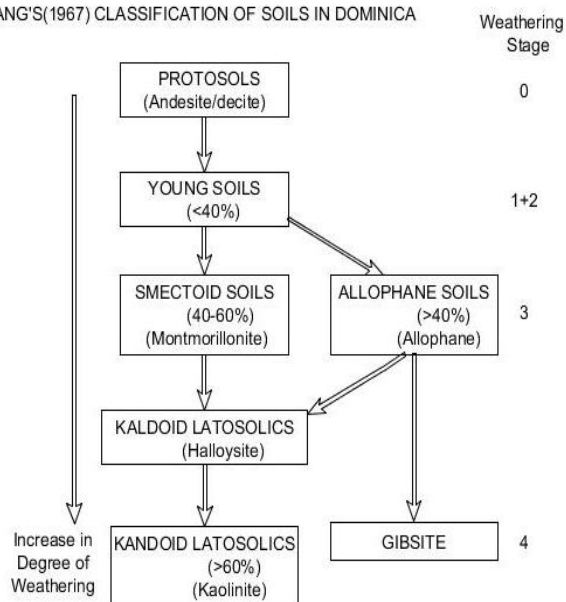 ANG'S(1967) CLASSIFICATION OF SOILS IN DOMINICA
Weathering
Stage
PROTOSOLS
(Andesite/decite)
0
YOUNG SOILS
(<40%)
1+2
SMECTOID SOILS
(40-60%)
(Montmorillonite)
ALLOPHANE SOILS
(>40%)
(Allophane)
3
KALDOID LATOSOLICS
(Halloysite)
Increase in
Degree of
Weathering
KANDOID LATOSOLICS
(>60%)
(Kaolinite)
GIBSITE
4